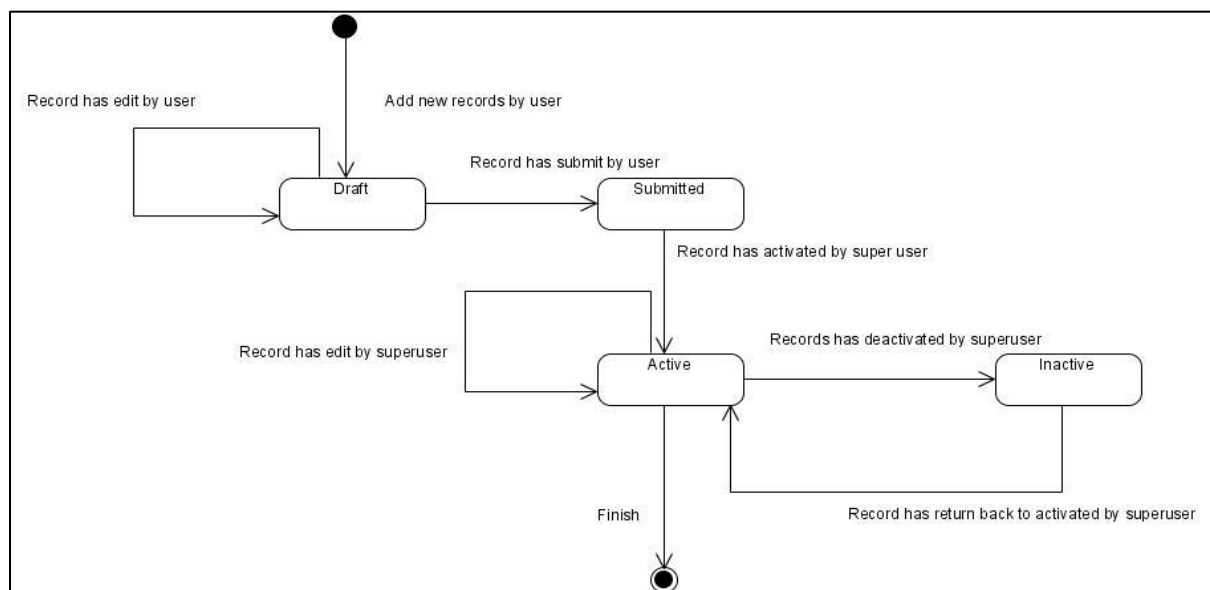 Record has edit by user
Add new records by user
Record has submit by user
Draft
Submitted
Record has activated by super user
Record has edit by superuser
Records has deactivated by superuser
Active
Inactive
Finish
Record has return back to activated by superuser